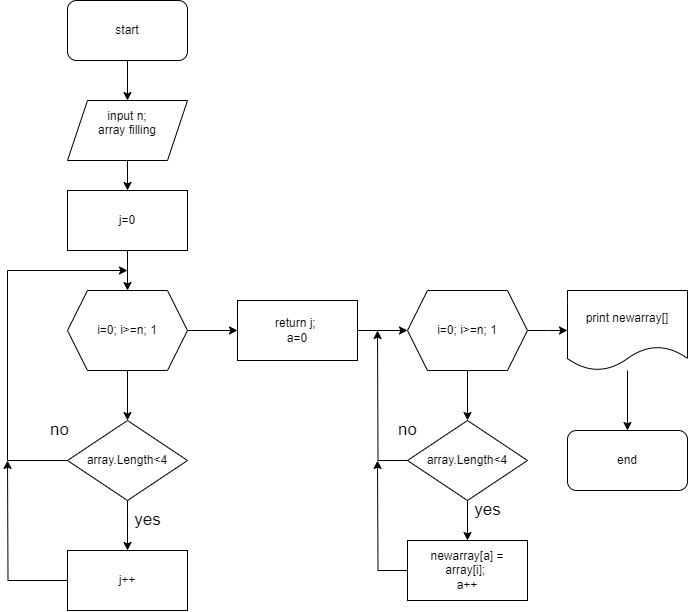 start
input n;
array filling
j=0
i=0; i>=n; 1
no
array.Length<4
yes
j++
return j;
a=0
i=0; i>=n; 1
no
array.Length<4
yes
newarray[a] =
array[i];
a++
print newarray[]
end